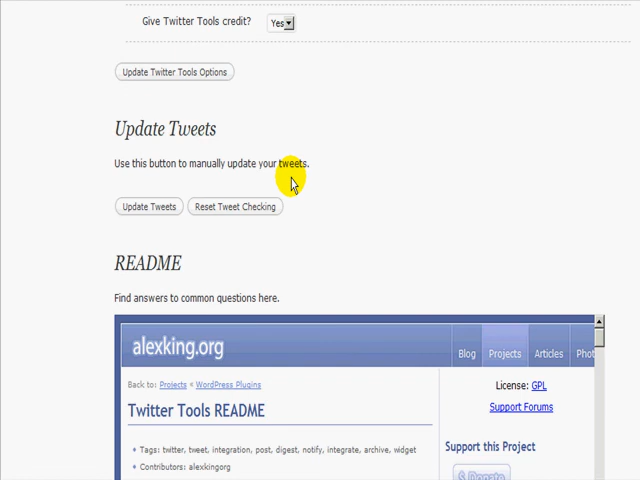 Give Twitter Tools credit? Yes
Update Twitter Tools Options
Update Tweets
Use this button to manually update your tweets.
Update Tweets Reset Tweet Checking
README
Find answers to common questions here.
alexking.org Blog Projects Articles Phot
Back to: Projects « WordPress Plugins License: GPL
Twitter Tools README Support Forums
Support this Project
Tags: twitter, tweet, integration, post, digest, notify, integrate, archive, widget
Contributors: alexkingorg
$ Donate